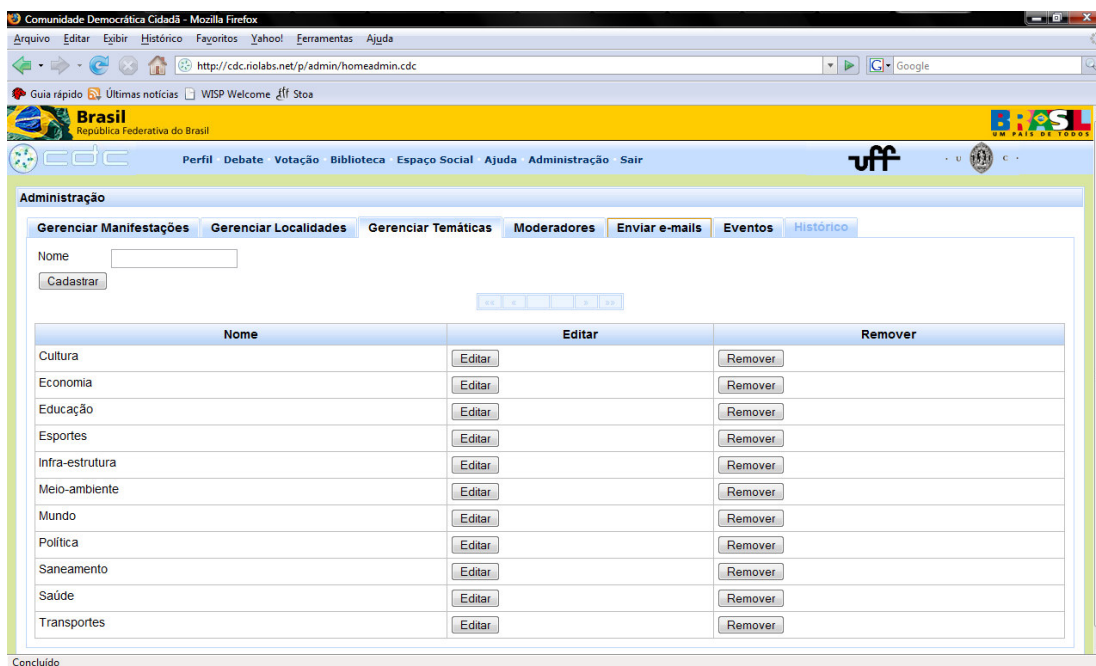 Comunidade Democrática Cidadã - Mozilla Firefox
Arquivo Editar Exibir Histórico Favoritos Yahoo! Ferramentas Ajuda
http://cdc.riolabs.net/p/admin/homeadmin.cdc
G Google
Guia rápido Últimas notícias WISP Welcome Stoa
Brasil
República Federativa do Brasil
BRASIL
UM PAÍS DE TODOS
cdc
Perfil Debate Votação Biblioteca Espaço Social Ajuda Administração Sair
uff
· U C ·
Administração
Gerenciar Manifestações Gerenciar Localidades Gerenciar Temáticas Moderadores Enviar e-mails Eventos Histórico
Nome
Cadastrar
«« « » »»
Nome Editar Remover
Cultura Editar Remover
Economia Editar Remover
Educação Editar Remover
Esportes Editar Remover
Infra-estrutura Editar Remover
Meio-ambiente Editar Remover
Mundo Editar Remover
Política Editar Remover
Saneamento Editar Remover
Saúde Editar Remover
Transportes Editar Remover
Concluído